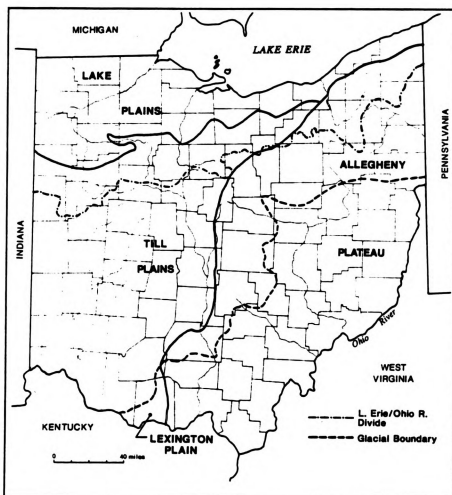 MICHIGAN
LAKE ERIE
LAKE
PLAINS
PENNSYLVANIA
ALLEGHENY
INDIANA
TILL
PLAINS
PLATEAU
Ohio River
WEST
VIRGINIA
KENTUCKY
LEXINGTON
PLAIN
L. Erie/Ohio R.
Divide
Glacial Boundary
0 40 miles